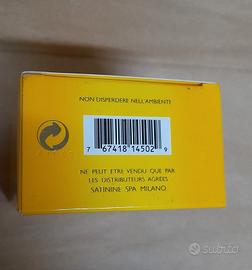 NON DISPERDERE NELL'AMBIENTE
7 67418 14502 9
NE PEUT ETRE VENDU QUE PAR
LES DISTRIBUTEURS AGRÉES
SATININE SPA MILANO
subito